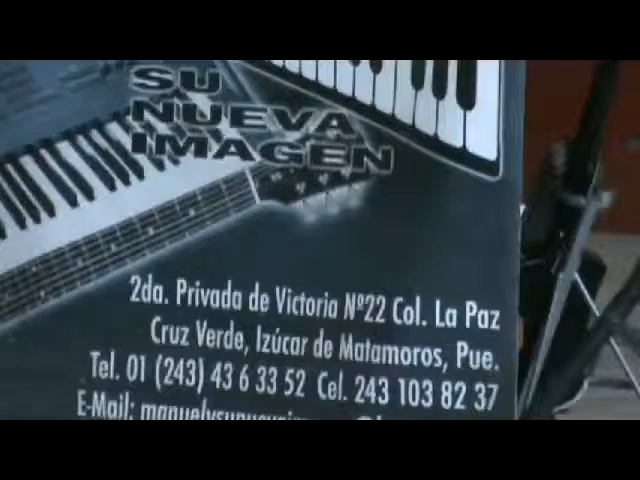 SU
NUEVA
IMAGEN
2da. Privada de Victoria Nº22 Col. La Paz
Cruz Verde, Izúcar de Matamoros, Pue.
Tel. 01 (243) 43 6 33 52 Cel. 243 103 82 37
E-Mail: